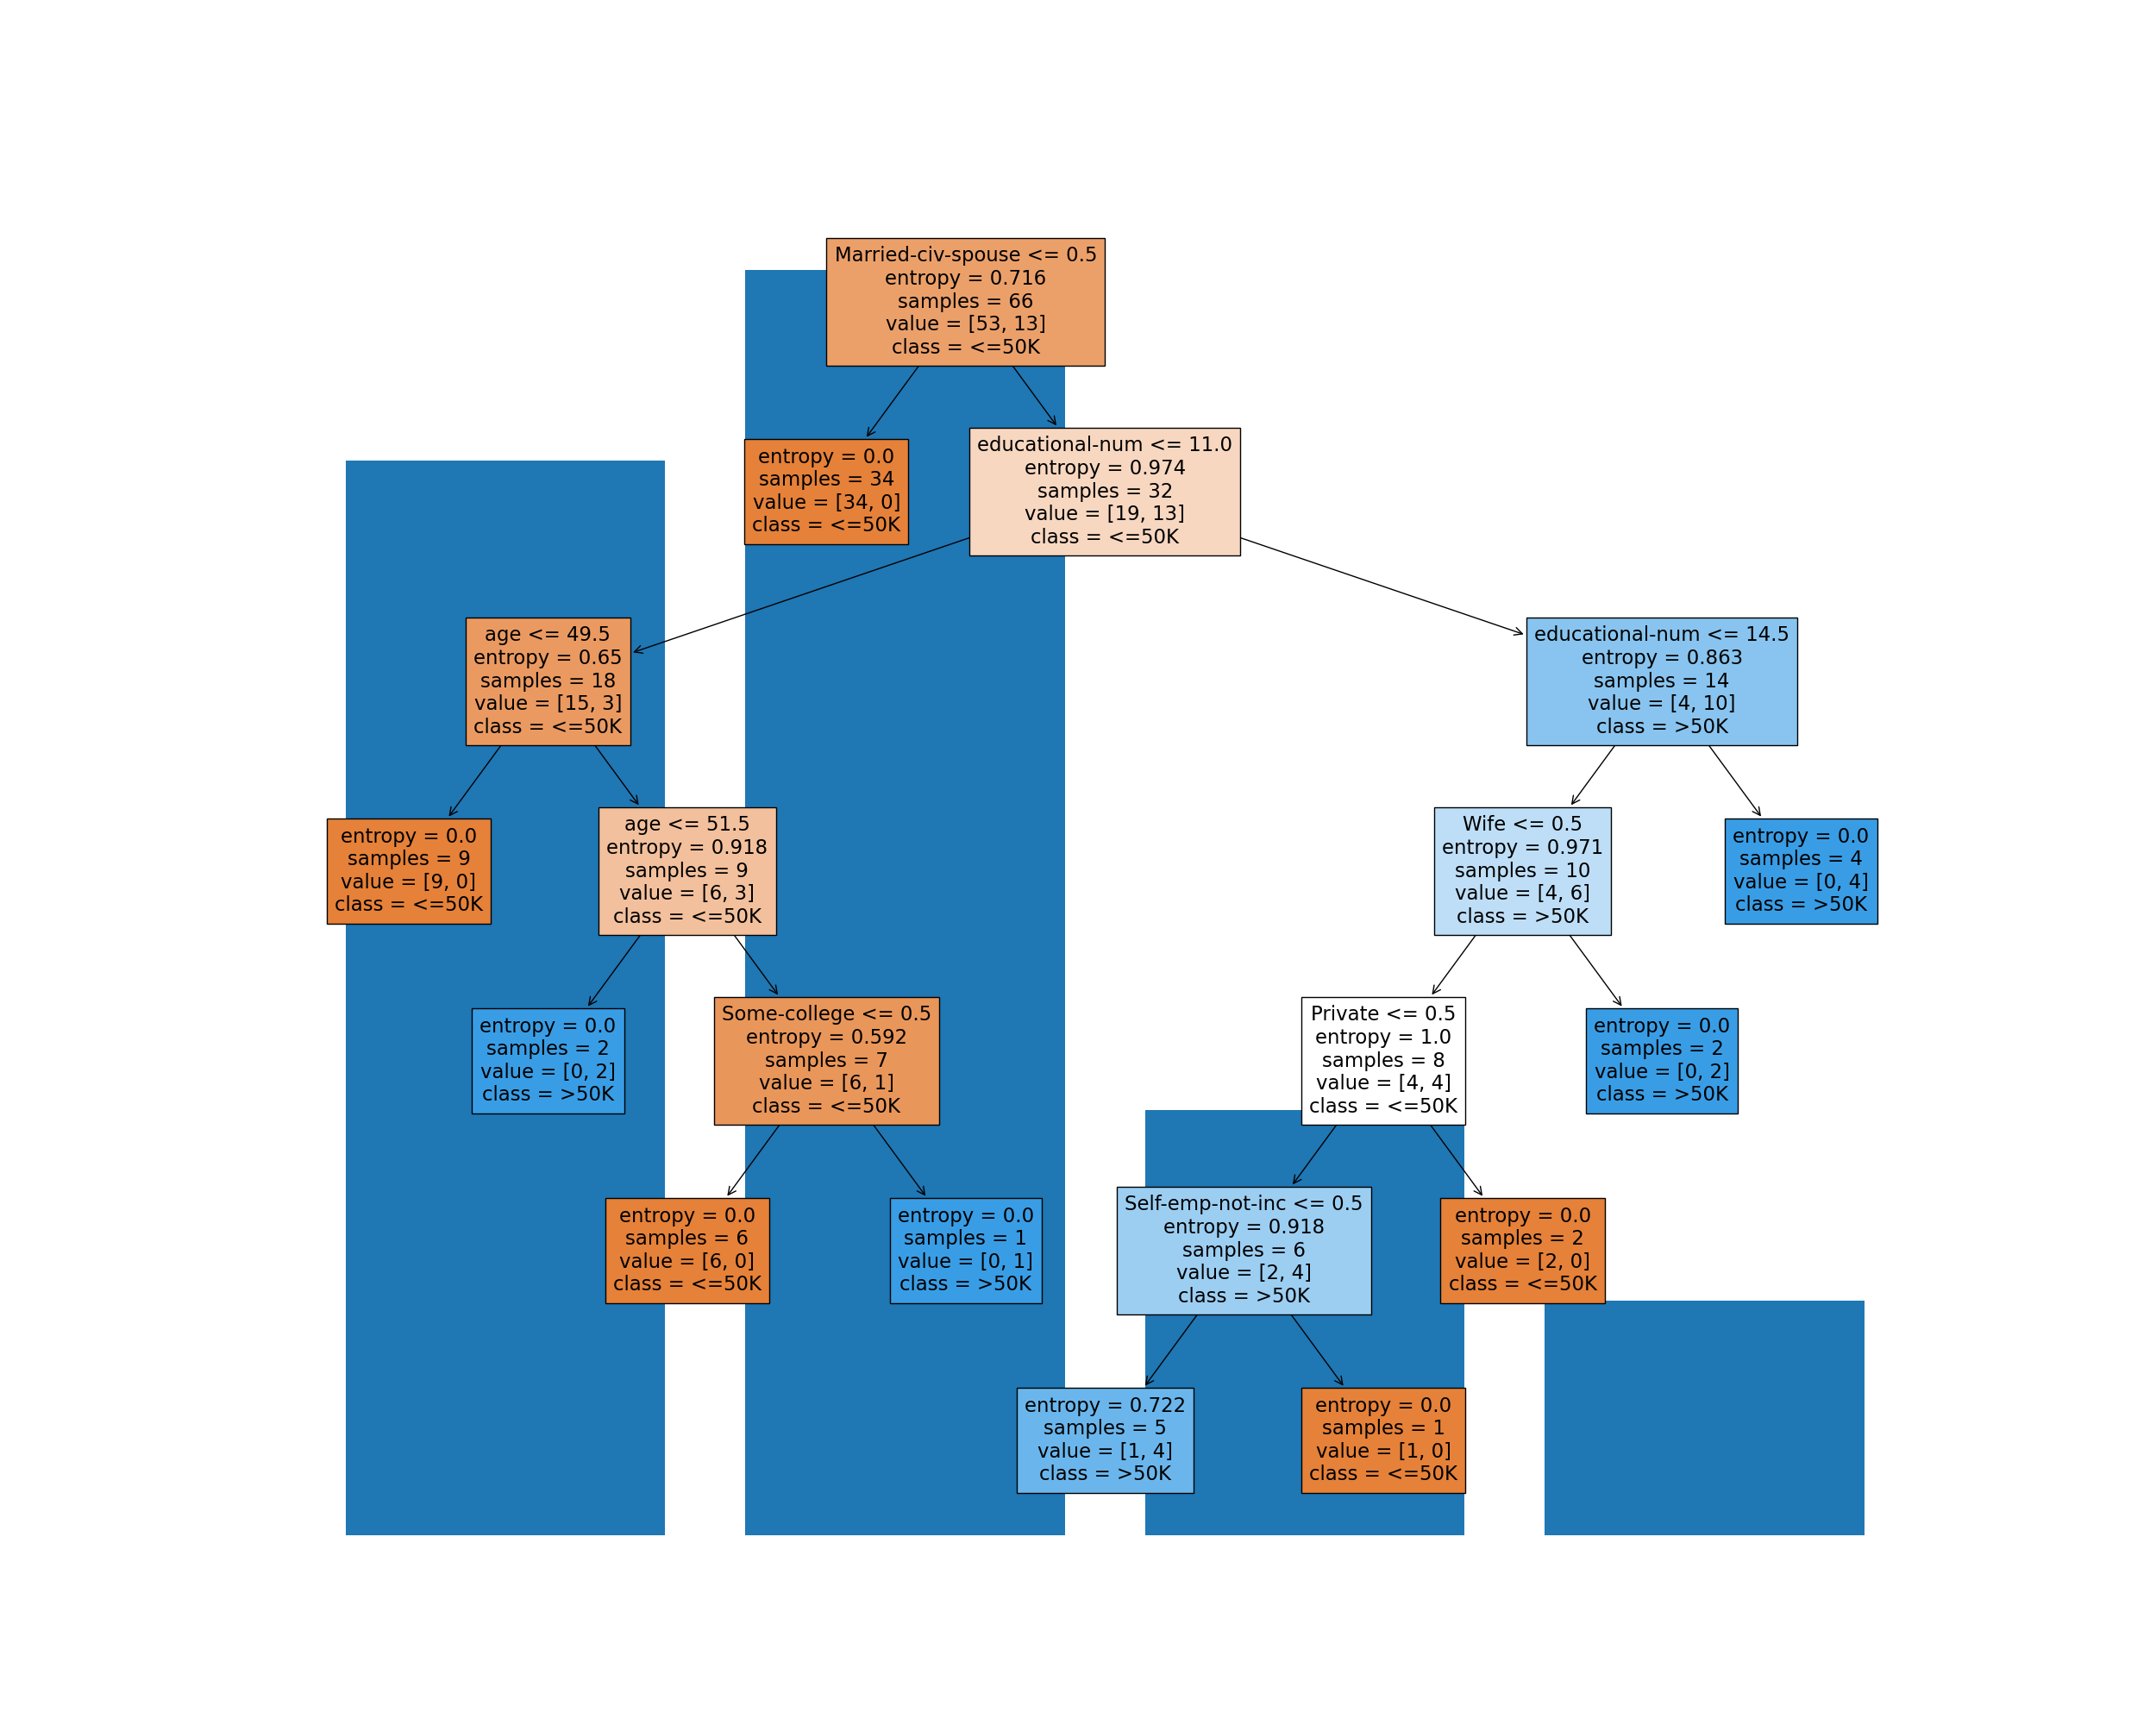 Married-civ-spouse <= 0.5
entropy = 0.716
samples = 66
value = [53, 13]
class = <=50K
entropy = 0.0
samples = 34
value = [34, 0]
class = <=50K
educational-num <= 11.0
entropy = 0.974
samples = 32
value = [19, 13]
class = <=50K
age <= 49.5
entropy = 0.65
samples = 18
value = [15, 3]
class = <=50K
educational-num <= 14.5
entropy = 0.863
samples = 14
value = [4, 10]
class = >50K
entropy = 0.0
samples = 9
value = [9, 0]
class = <=50K
age <= 51.5
entropy = 0.918
samples = 9
value = [6, 3]
class = <=50K
Wife <= 0.5
entropy = 0.971
samples = 10
value = [4, 6]
class = >50K
entropy = 0.0
samples = 4
value = [0, 4]
class = >50K
entropy = 0.0
samples = 2
value = [0, 2]
class = >50K
Some-college <= 0.5
entropy = 0.592
samples = 7
value = [6, 1]
class = <=50K
Private <= 0.5
entropy = 1.0
samples = 8
value = [4, 4]
class = <=50K
entropy = 0.0
samples = 2
value = [0, 2]
class = >50K
entropy = 0.0
samples = 6
value = [6, 0]
class = <=50K
entropy = 0.0
samples = 1
value = [0, 1]
class = >50K
Self-emp-not-inc <= 0.5
entropy = 0.918
samples = 6
value = [2, 4]
class = >50K
entropy = 0.0
samples = 2
value = [2, 0]
class = <=50K
entropy = 0.722
samples = 5
value = [1, 4]
class = >50K
entropy = 0.0
samples = 1
value = [1, 0]
class = <=50K